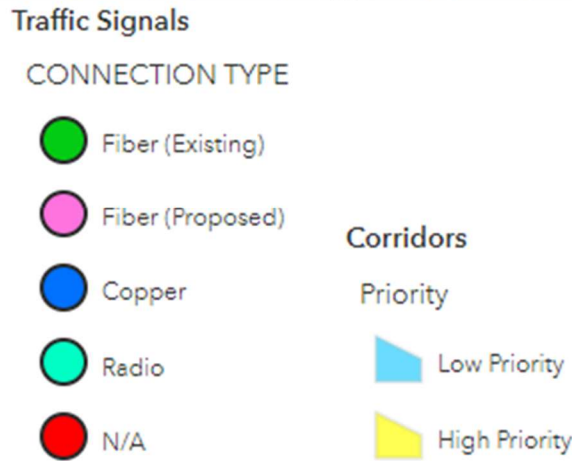 Traffic Signals
CONNECTION TYPE
Fiber (Existing)
Fiber (Proposed)
Copper
Radio
N/A
Corridors
Priority
Low Priority
High Priority